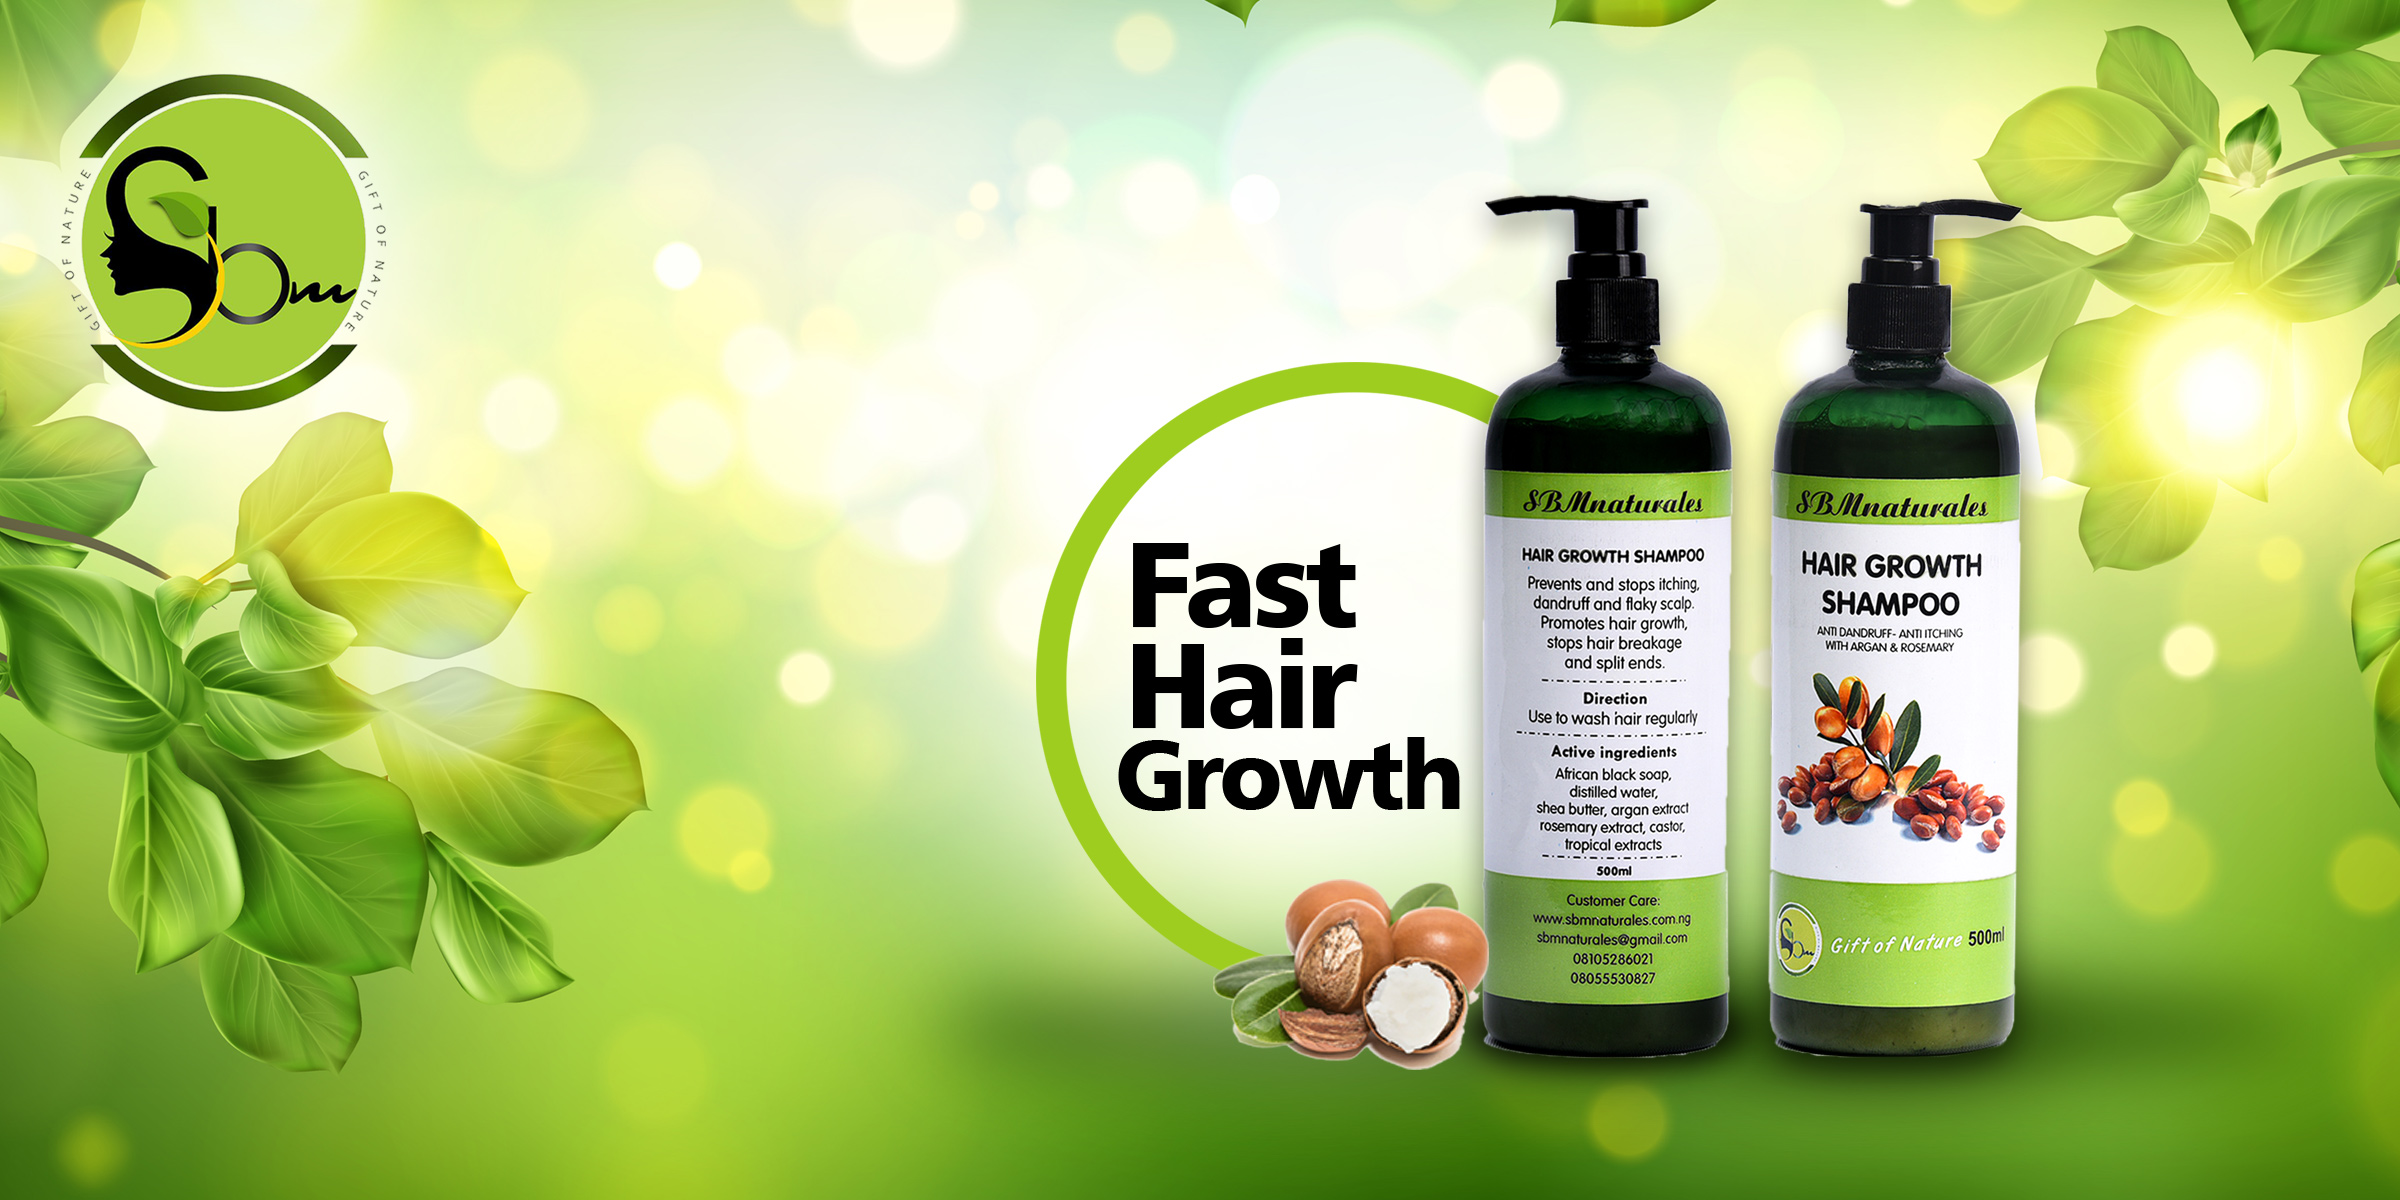 GIFT OF NATURE
Sbm
GIFT OF NATURE
Fast
Hair
Growth
SBMnaturales
HAIR GROWTH SHAMPOO
Prevents and stops itching,
dandruff and flaky scalp.
Promotes hair growth,
stops hair breakage
and split ends.
Direction
Use to wash hair regularly
Active ingredients
African black soap,
distilled water,
shea butter, argan extract
rosemary extract, castor,
tropical extracts
500ml
Customer Care:
www.sbmnaturales.com.ng
sbmnaturales@gmail.com
08105286021
08055530827
SBMnaturales
HAIR GROWTH
SHAMPOO
ANTI DANDRUFF- ANTI ITCHING
WITH ARGAN & ROSEMARY
Sbm
Gift of Nature 500ml